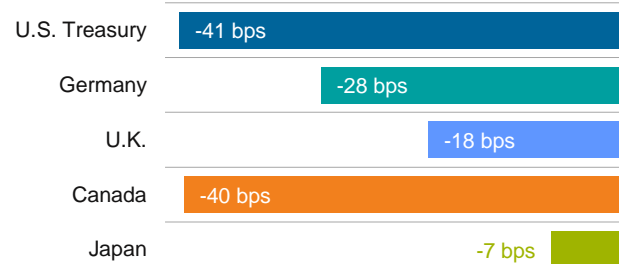 U.S. Treasury -41 bps
Germany -28 bps
U.K. -18 bps
Canada -40 bps
Japan -7 bps